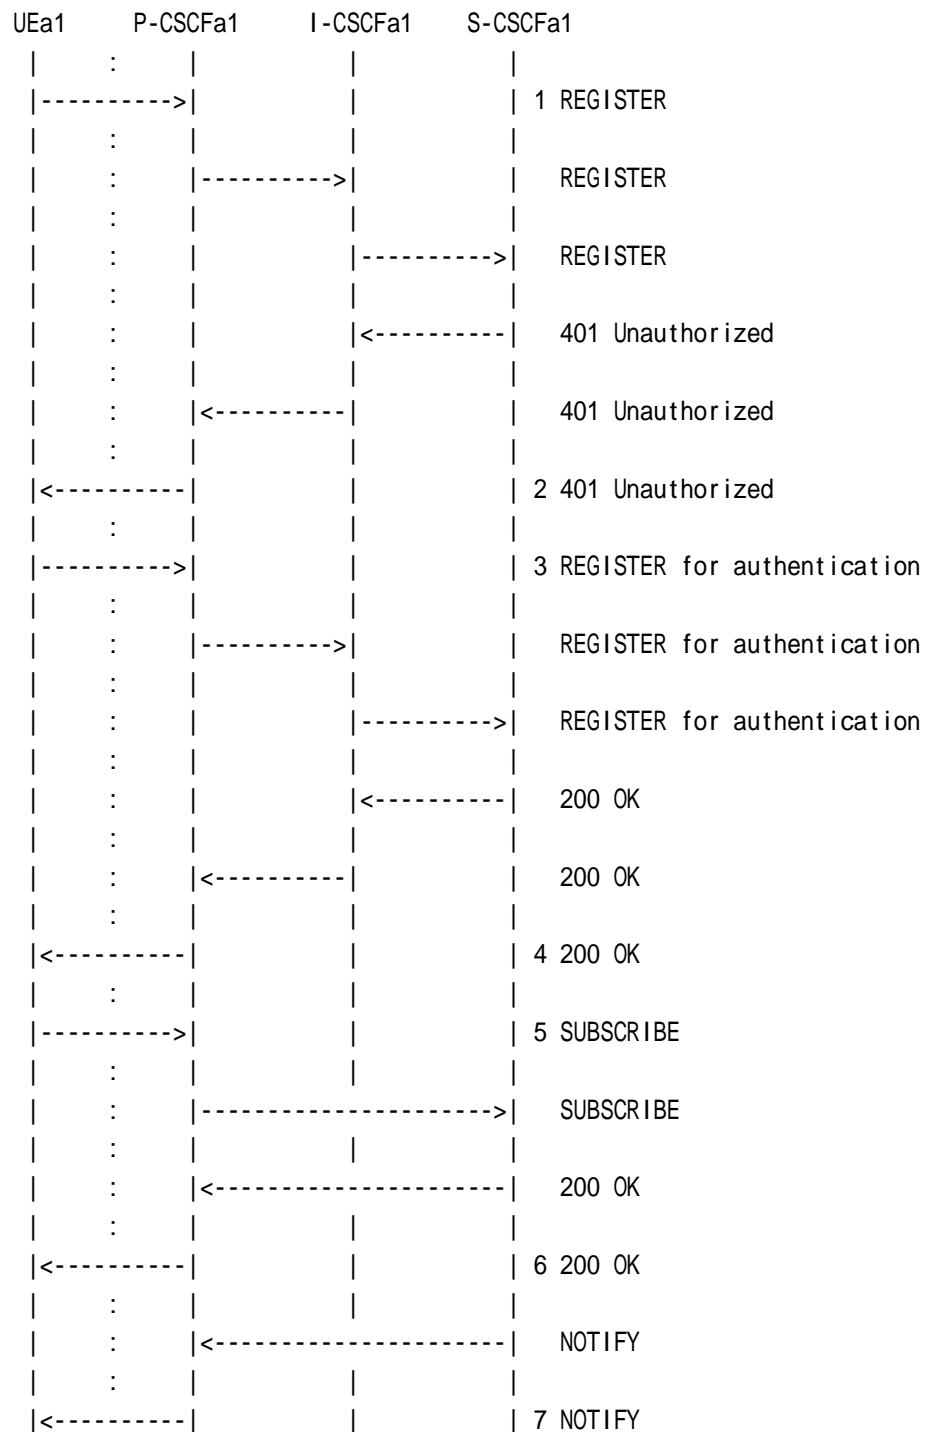 UEa1 P-CSCFa1 I-CSCFa1 S-CSCFa1
| : | | |
|---------->| | | 1 REGISTER
| : | | |
| : |---------->| | REGISTER
| : | | |
| : | |---------->| REGISTER
| : | | |
| : | |<----------| 401 Unauthorized
| : | | |
| : |<----------| | 401 Unauthorized
| : | | |
|<----------| | | 2 401 Unauthorized
| : | | |
|---------->| | | 3 REGISTER for authentication
| : | | |
| : |---------->| | REGISTER for authentication
| : | | |
| : | |---------->| REGISTER for authentication
| : | | |
| : | |<----------| 200 OK
| : | | |
| : |<----------| | 200 OK
| : | | |
|<----------| | | 4 200 OK
| : | | |
|---------->| | | 5 SUBSCRIBE
| : | | |
| : |---------------------->| SUBSCRIBE
| : | | |
| : |<----------------------| 200 OK
| : | | |
|<----------| | | 6 200 OK
| : | | |
| : |<----------------------| NOTIFY
| : | | |
|<----------| | | 7 NOTIFY